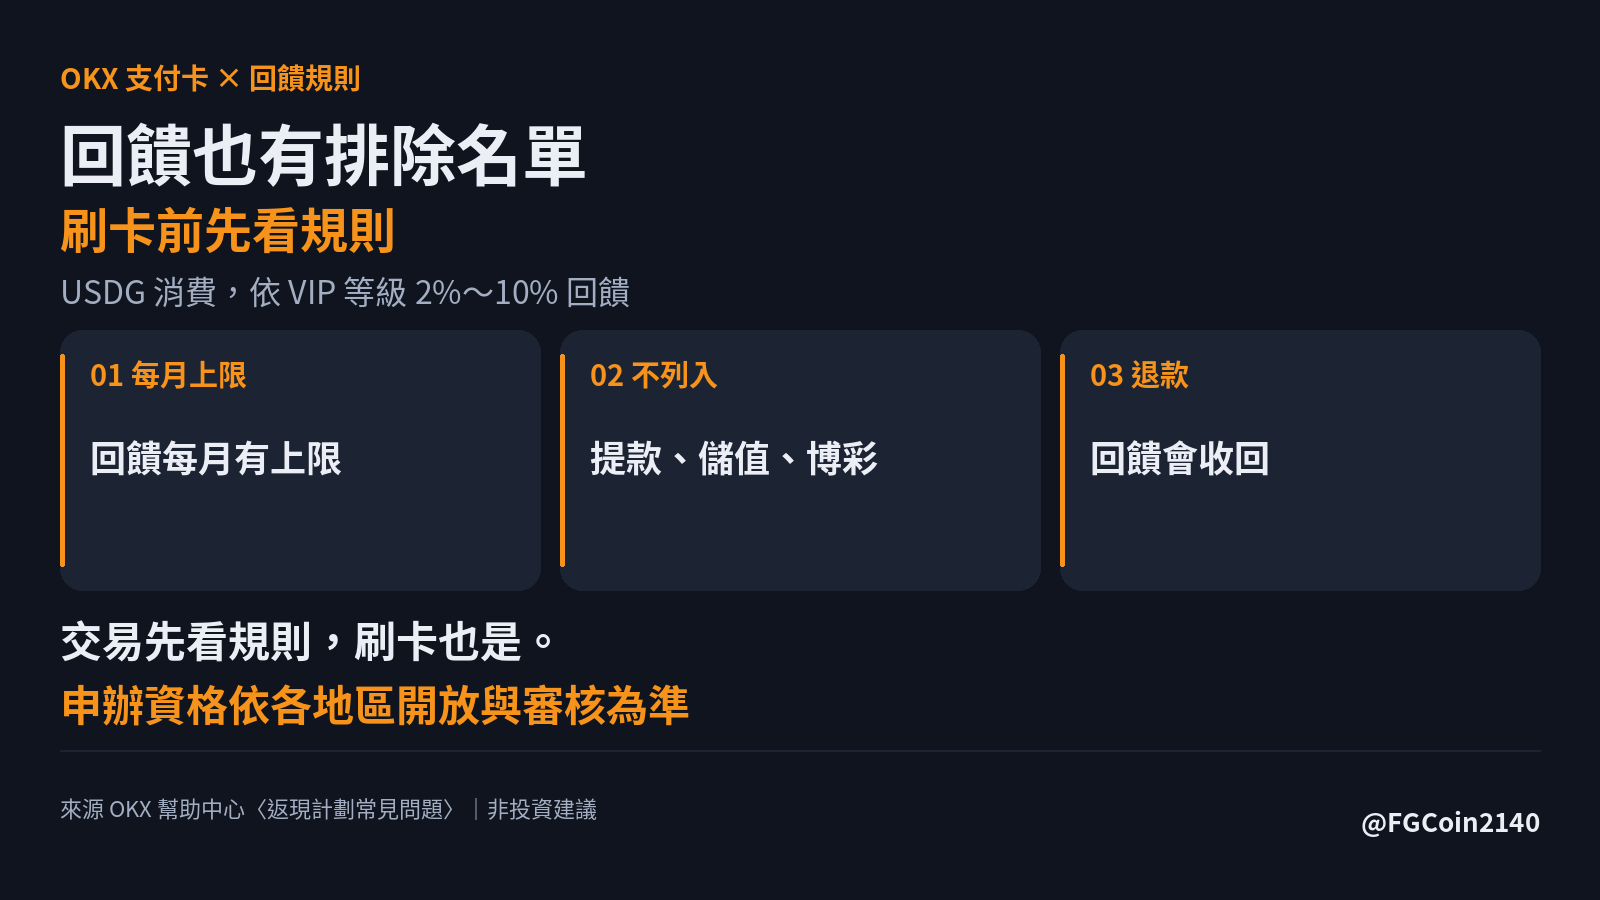 OKX 支付卡 × 回饋規則
回饋也有排除名單
刷卡前先看規則
USDG 消費，依 VIP 等級 2%～10% 回饋
01 每月上限
回饋每月有上限
02 不列入
提款、儲值、博彩
03 退款
回饋會收回
交易先看規則，刷卡也是。
申辦資格依各地區開放與審核為準
來源 OKX 幫助中心〈返現計劃常見問題〉｜非投資建議
@FGCoin2140